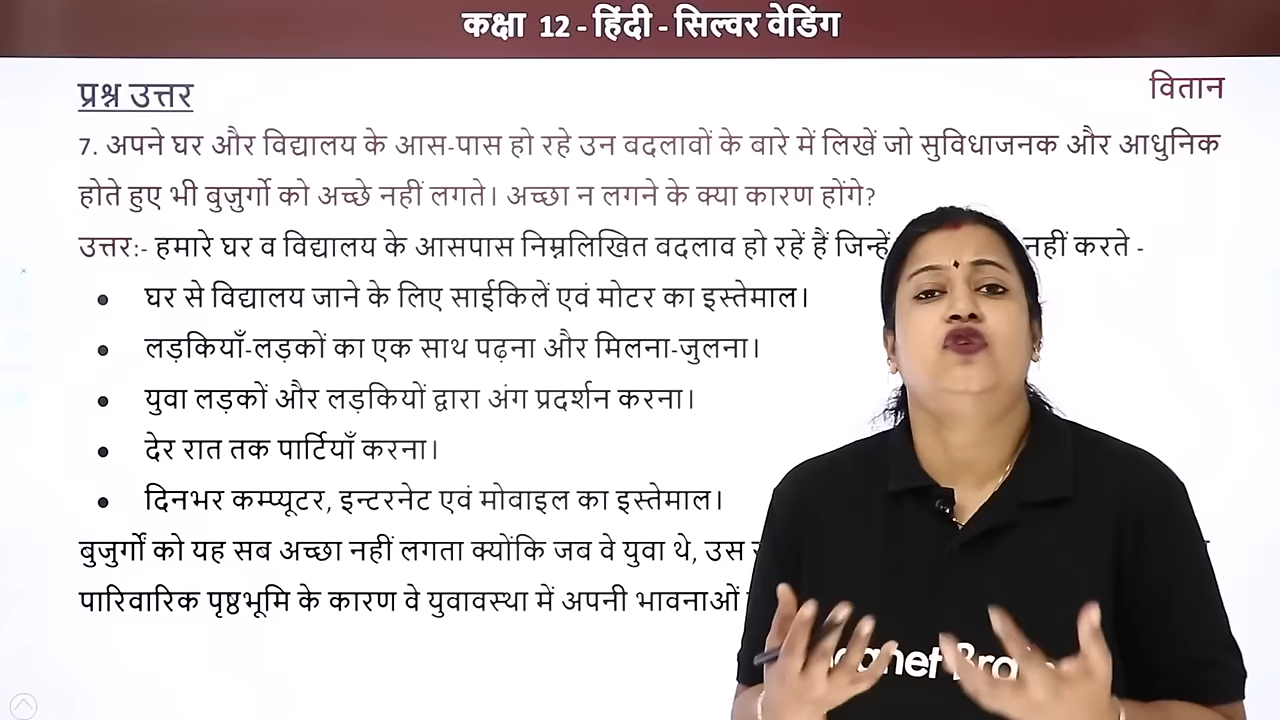 कक्षा 12 - हिंदी - सिल्वर वेडिंग
प्रश्न उत्तर
वितान
7. अपने घर और विद्यालय के आस-पास हो रहे उन बदलावों के बारे में लिखें जो सुविधाजनक और आधुनिक
होते हुए भी बुजुर्गो को अच्छे नहीं लगते। अच्छा न लगने के क्या कारण होंगे?
उत्तर:- हमारे घर व विद्यालय के आसपास निम्नलिखित बदलाव हो रहें हैं जिन्हें नहीं करते -
• घर से विद्यालय जाने के लिए साईकिलें एवं मोटर का इस्तेमाल।
• लड़कियाँ-लड़कों का एक साथ पढ़ना और मिलना-जुलना।
• युवा लड़कों और लड़कियों द्वारा अंग प्रदर्शन करना।
• देर रात तक पार्टियाँ करना।
• दिनभर कम्प्यूटर, इन्टरनेट एवं मोबाइल का इस्तेमाल।
बुजुर्गों को यह सब अच्छा नहीं लगता क्योंकि जब वे युवा थे, उस
पारिवारिक पृष्ठभूमि के कारण वे युवावस्था में अपनी भावनाओं